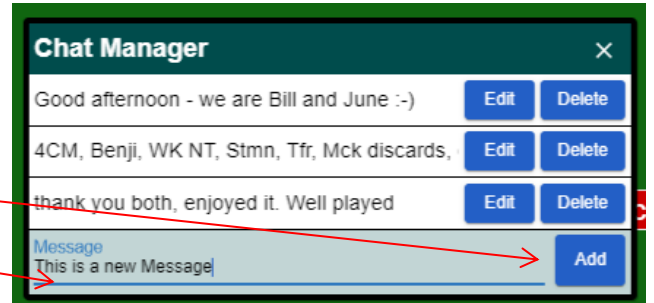 Chat Manager ×
Good afternoon - we are Bill and June :-) Edit Delete
4CM, Benji, WK NT, Stmn, Tfr, Mck discards, Edit Delete
thank you both, enjoyed it. Well played Edit Delete
Message
This is a new Message Add